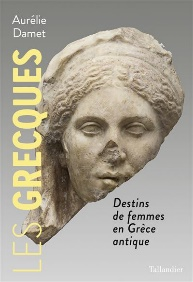 Aurélie
Damet
LES GRECQUES
Destins
de femmes
en Grèce
antique
Tallandier